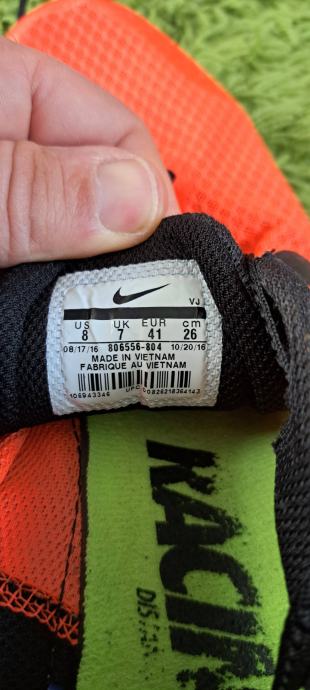 VJ
US UK EUR cm
8 7 41 26
08/17/16 806556-804 10/20/16
MADE IN VIETNAM
FABRIQUE AU VIETNAM
RACIN